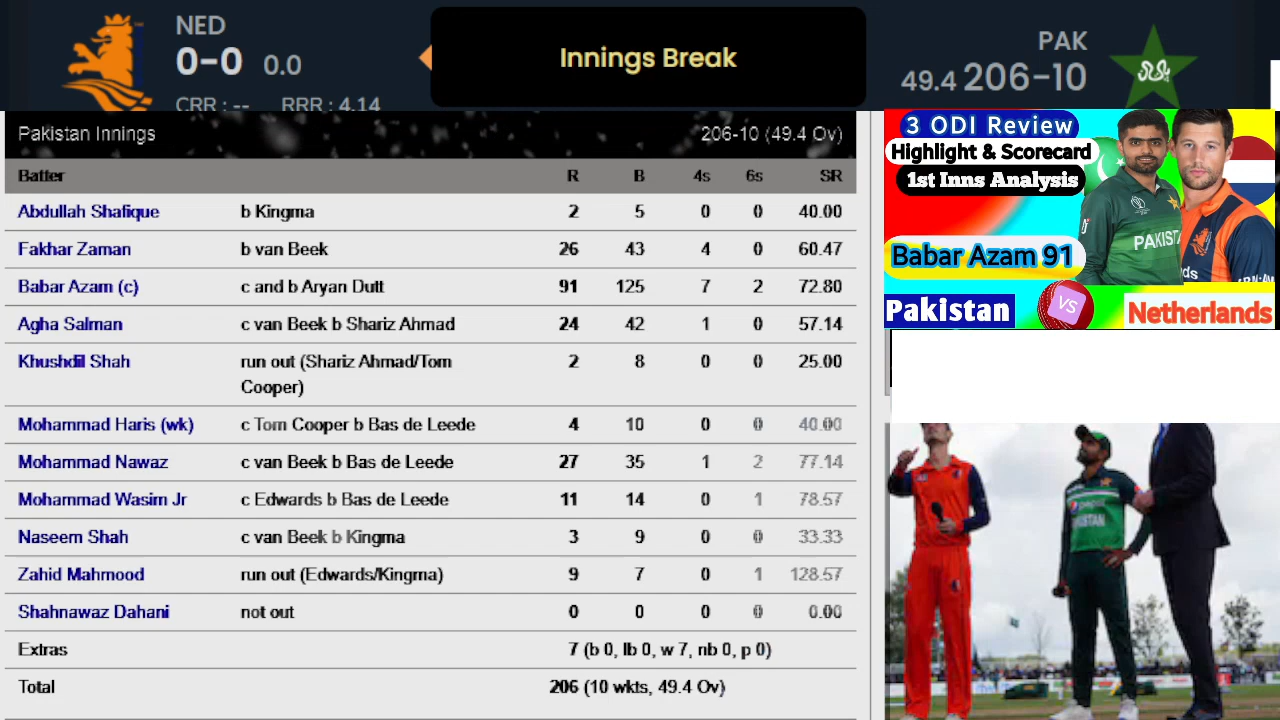 NED
0-0 0.0
CRR : -- RRR : 4.14
Innings Break
PAK
49.4 206-10
Pakistan Innings 206-10 (49.4 Ov)
Batter R B 4s 6s SR
Abdullah Shafique b Kingma 2 5 0 0 40.00
Fakhar Zaman b van Beek 26 43 4 0 60.47
Babar Azam (c) c and b Aryan Dutt 91 125 7 2 72.80
Agha Salman c van Beek b Shariz Ahmad 24 42 1 0 57.14
Khushdil Shah run out (Shariz Ahmad/Tom 2 8 0 0 25.00
Cooper)
Mohammad Haris (wk) c Tom Cooper b Bas de Leede 4 10 0 0 40.00
Mohammad Nawaz c van Beek b Bas de Leede 27 35 1 2 77.14
Mohammad Wasim Jr c Edwards b Bas de Leede 11 14 0 1 78.57
Naseem Shah c van Beek b Kingma 3 9 0 0 33.33
Zahid Mahmood run out (Edwards/Kingma) 9 7 0 1 128.57
Shahnawaz Dahani not out 0 0 0 0 0.00
Extras 7 (b 0, lb 0, w 7, nb 0, p 0)
Total 206 (10 wkts, 49.4 Ov)
3 ODI Review
Highlight & Scorecard
1st Inns Analysis
Babar Azam 91
Pakistan VS Netherlands